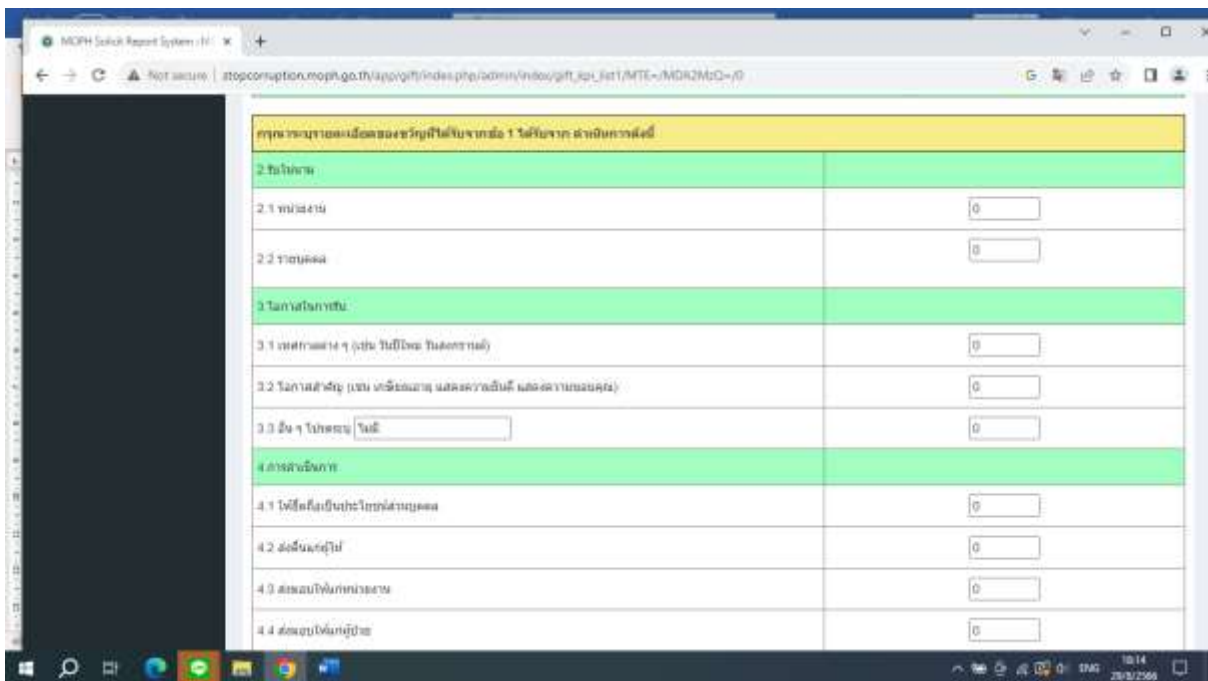 MOPH Solicit Report System
Not secure | stopcorruption.moph.go.th/app/gift/index.php/admin/index/gift_kpi_list1/MTE=/MDA2MzQ=/0
กรุณาระบุรายละเอียดของขวัญที่ได้รับจากข้อ 1 ได้รับจาก ดำเนินการดังนี้
2.รับในนาม
2.1 หน่วยงาน 0
2.2 รายบุคคล 0
3.โอกาสในการรับ
3.1 เทศกาลต่าง ๆ (เช่น วันปีใหม่ วันสงกรานต์) 0
3.2 โอกาสสำคัญ (เช่น เกษียณอายุ แสดงความยินดี แสดงความขอบคุณ) 0
3.3 อื่น ๆ โปรดระบุ ไม่มี 0
4.การดำเนินการ
4.1 ให้ยึดถือเป็นประโยชน์ส่วนบุคคล 0
4.2 ส่งคืนแก่ผู้ให้ 0
4.3 ส่งมอบให้แก่หน่วยงาน 0
4.4 ส่งมอบให้แก่ผู้ป่วย 0
ENG
10:14